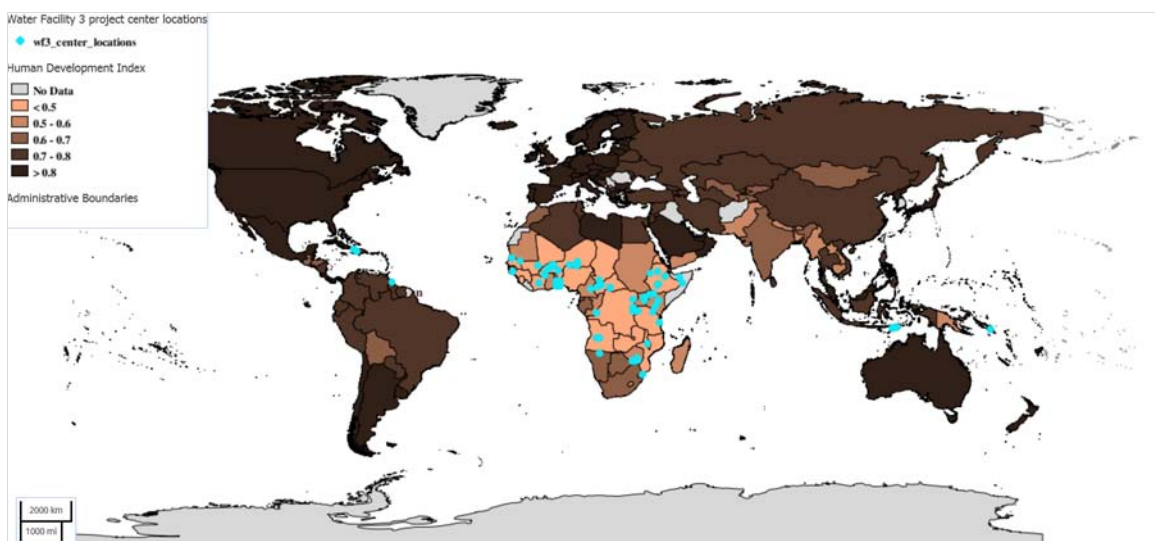 Water Facility 3 project center locations
wf3_center_locations
Human Development Index
No Data
< 0.5
0.5 - 0.6
0.6 - 0.7
0.7 - 0.8
> 0.8
Administrative Boundaries
2000 km
1000 mi